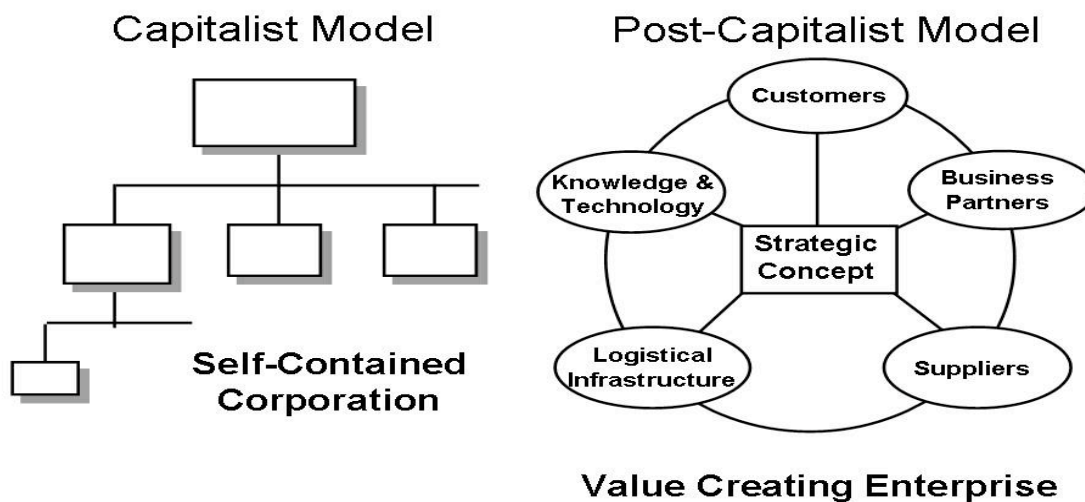 Capitalist Model
Self-Contained
Corporation
Post-Capitalist Model
Customers
Knowledge &
Technology
Business
Partners
Strategic
Concept
Logistical
Infrastructure
Suppliers
Value Creating Enterprise